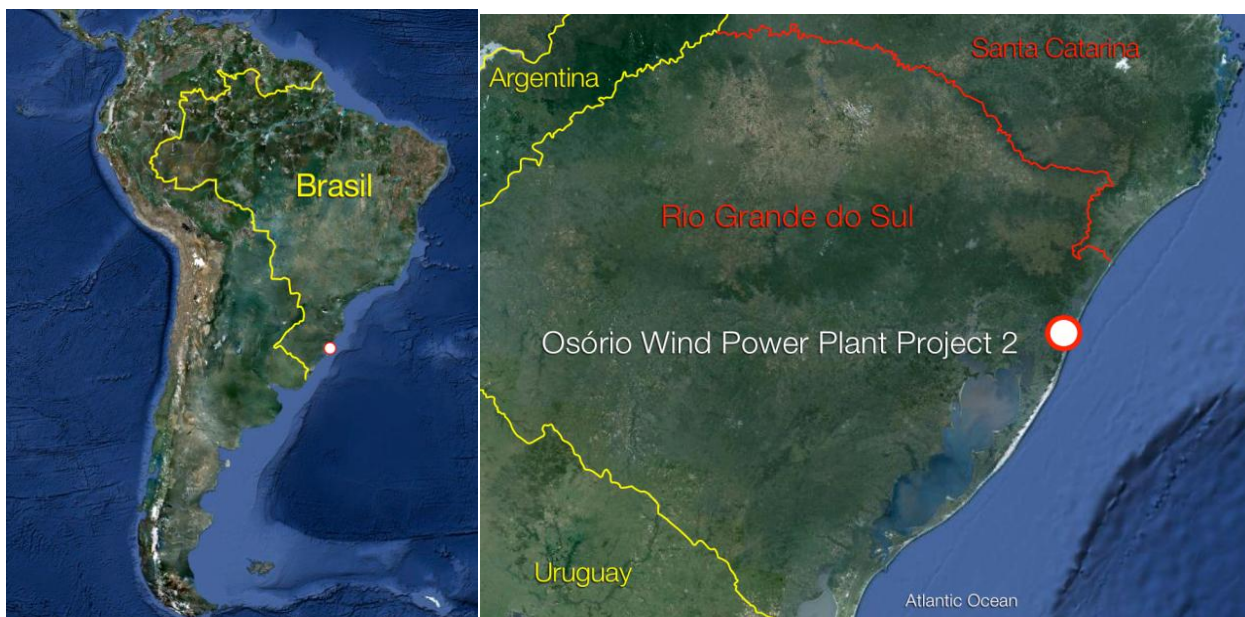 Brasil
Santa Catarina
Argentina
Rio Grande do Sul
Osório Wind Power Plant Project 2
Uruguay
Atlantic Ocean